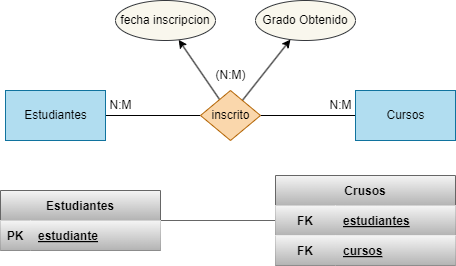 fecha inscripcion
Grado Obtenido
(N:M)
Estudiantes
N:M
inscrito
N:M
Cursos
Estudiantes
PK estudiante
Crusos
FK estudiantes
FK cursos